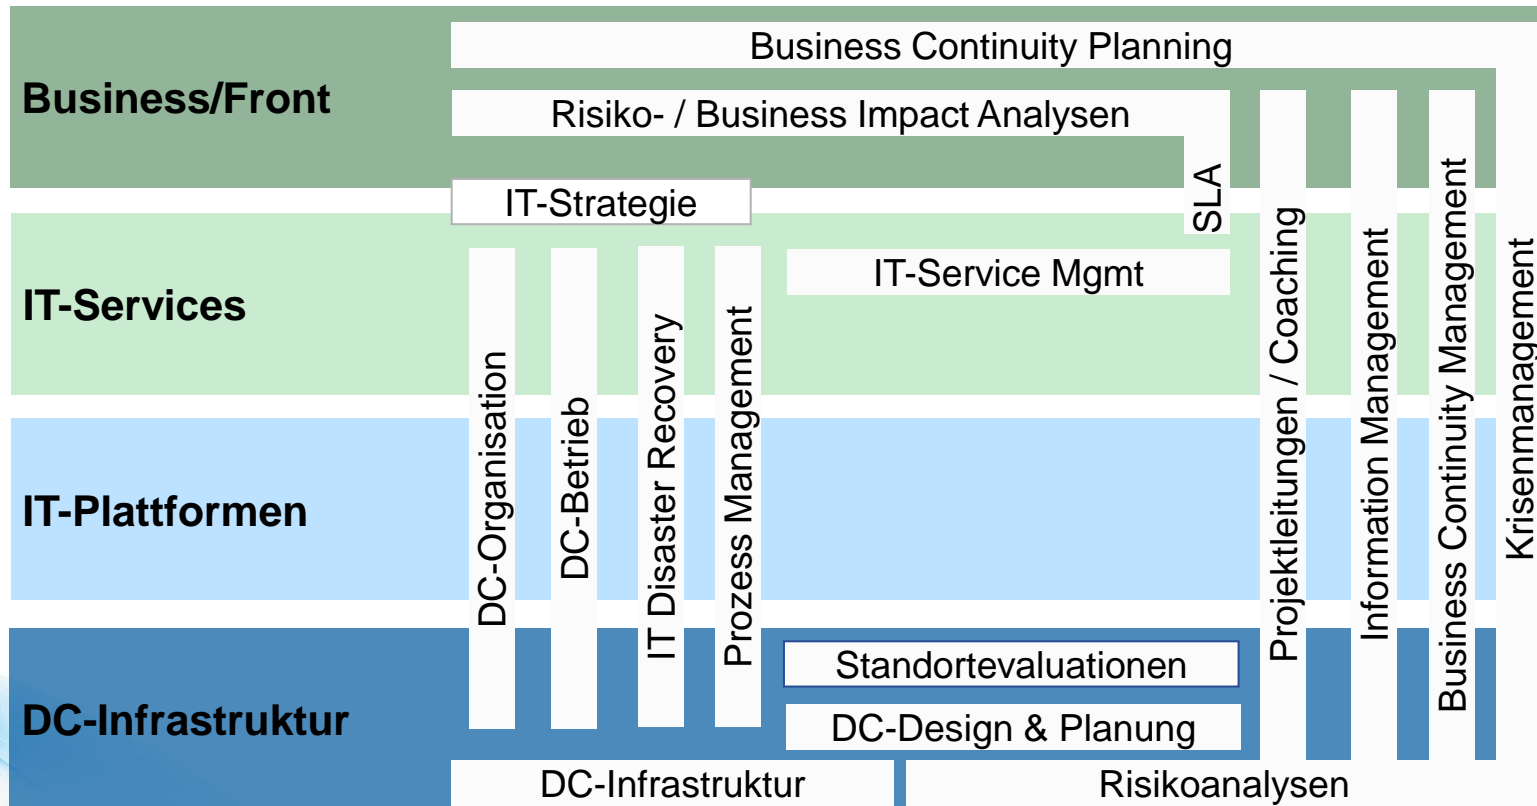 Business Continuity Planning
Business/Front
Risiko- / Business Impact Analysen
SLA
IT-Strategie
IT-Services
IT-Service Mgmt
DC-Organisation
DC-Betrieb
IT Disaster Recovery
Prozess Management
Projektleitungen / Coaching
Information Management
Business Continuity Management
Krisenmanagement
IT-Plattformen
Standortevaluationen
DC-Infrastruktur
DC-Design & Planung
DC-Infrastruktur
Risikoanalysen